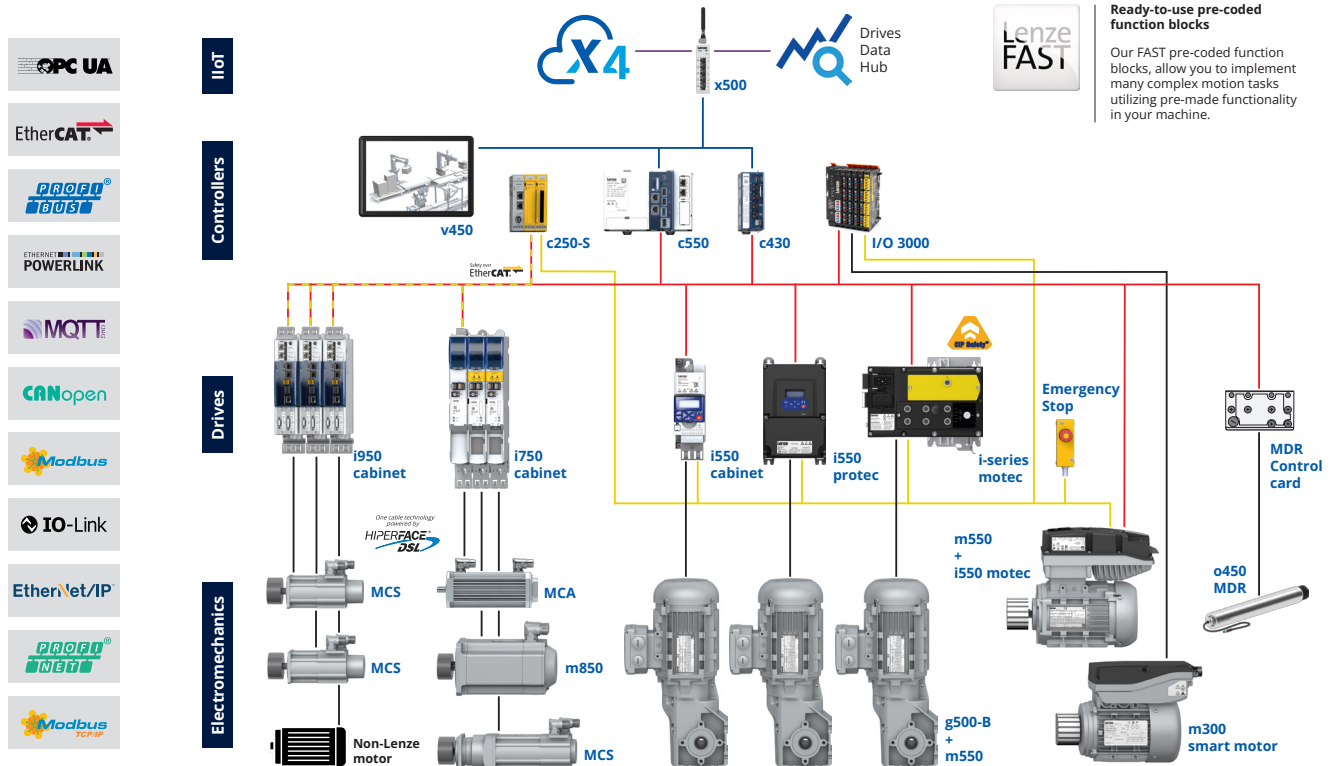 OPC UA
EtherCAT.
PROFI
BUS
®
ETHERNET
POWERLINK
MQTT
CANopen
Modbus
IO-Link
EtherNet/IP™
PROFI
NET
®
Modbus
TCP/IP
IIoT
Controllers
Drives
Electromechanics
X4
x500
Drives
Data
Hub
Lenze
FAST
Ready-to-use pre-coded
function blocks
Our FAST pre-coded function
blocks, allow you to implement
many complex motion tasks
utilizing pre-made functionality
in your machine.
v450
c250-S
c550
c430
I/O 3000
Safety over
EtherCAT.
i950
cabinet
i750
cabinet
i550
cabinet
i550
protec
CIP Safety™
i-series
motec
Emergency
Stop
MDR
Control
card
One cable technology
powered by
HIPERFACE®
DSL
MCS
MCA
MCS
m850
Non-Lenze
motor
MCS
g500-B
+
m550
m550
+
i550 motec
o450
MDR
m300
smart motor